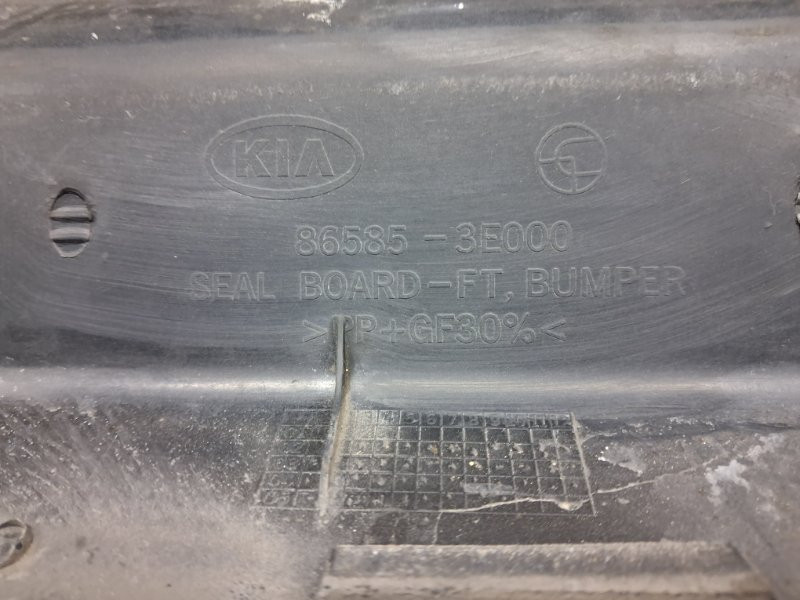 KIA
86585-3E000
SEAL BOARD-FT, BUMPER
>PP+GF30%<